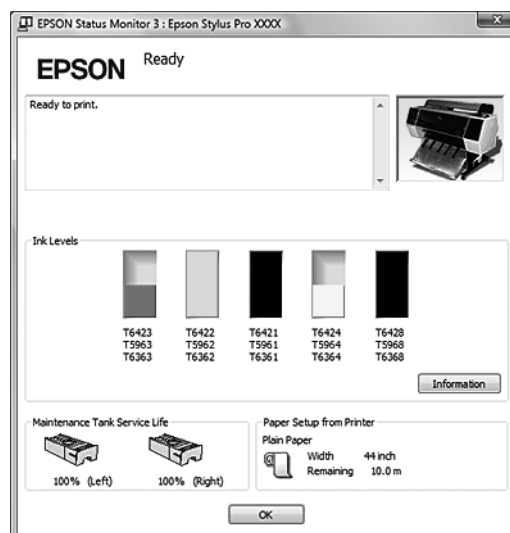 EPSON Status Monitor 3 : Epson Stylus Pro XXXX
x
EPSON
Ready
Ready to print.
Ink Levels
T6423 T6422 T6421 T6424 T6428
T5963 T5962 T5961 T5964 T5968
T6363 T6362 T6361 T6364 T6368
Information
Maintenance Tank Service Life
100% (Left) 100% (Right)
Paper Setup from Printer
Plain Paper
Width 44 inch
Remaining 10.0 m
OK